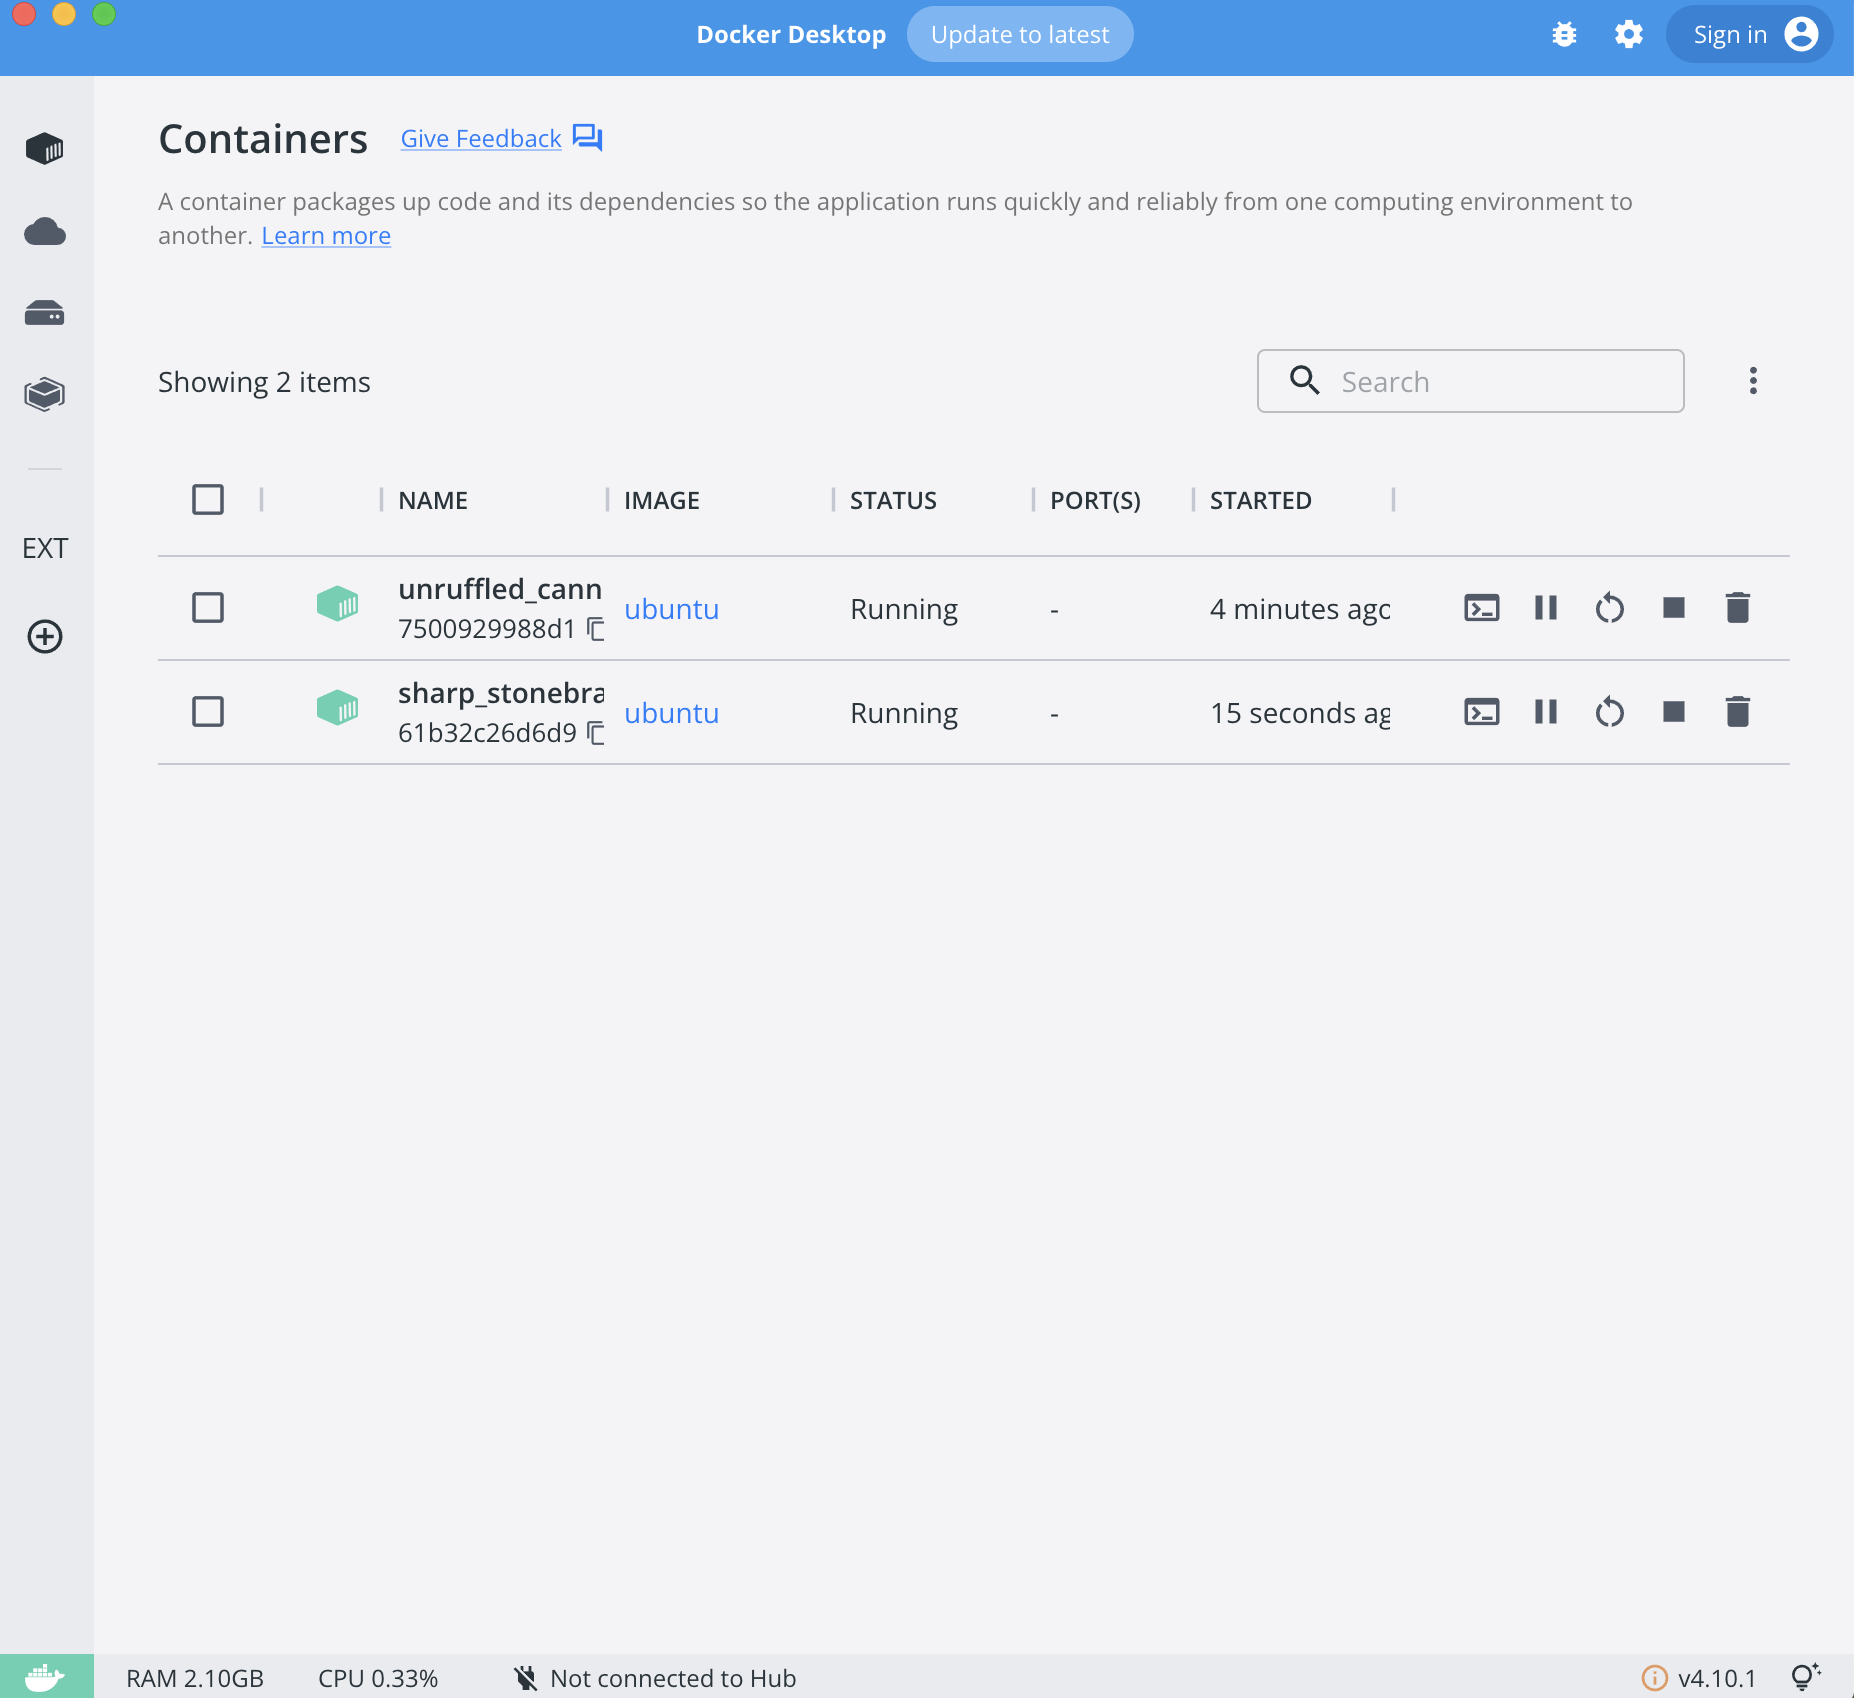 Docker Desktop
Update to latest
Sign in
Containers
Give Feedback
A container packages up code and its dependencies so the application runs quickly and reliably from one computing environment to
another. Learn more
Showing 2 items
Search
NAME IMAGE STATUS PORT(S) STARTED
EXT
unruffled_cann
7500929988d1
ubuntu Running - 4 minutes ago
sharp_stonebra
61b32c26d6d9
ubuntu Running - 15 seconds ag
RAM 2.10GB CPU 0.33% Not connected to Hub v4.10.1